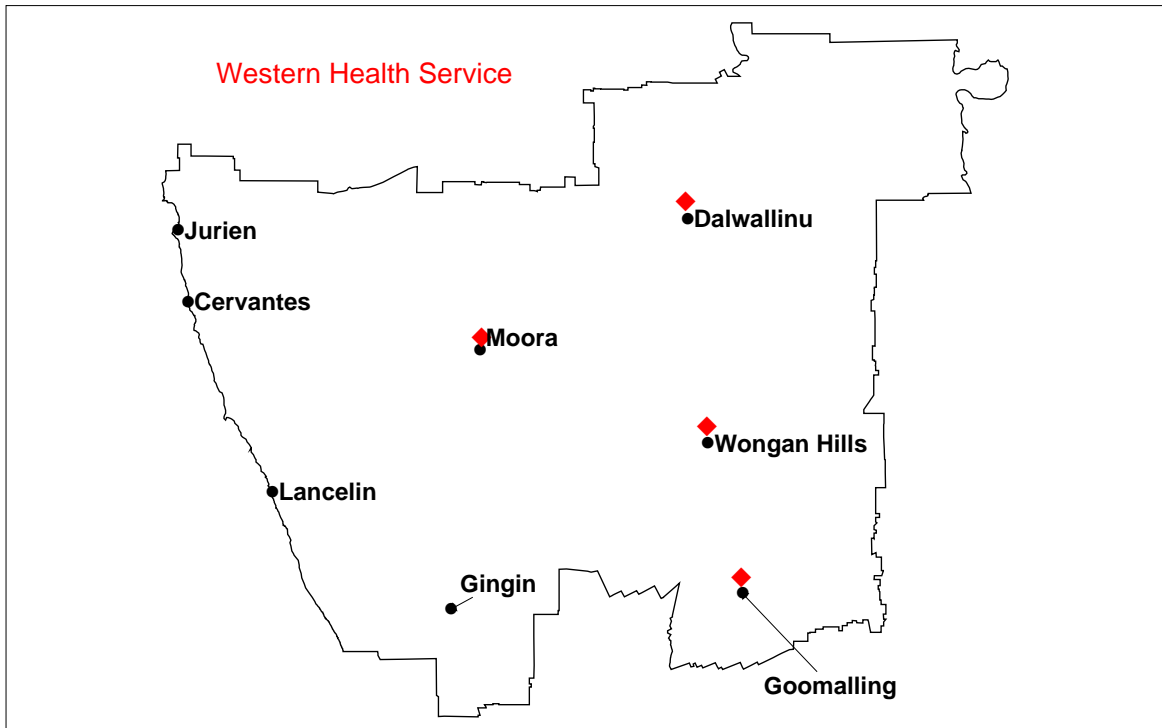 Western Health Service
Dalwallinu
Jurien
Cervantes
Moora
Wongan Hills
Lancelin
Gingin
Goomalling